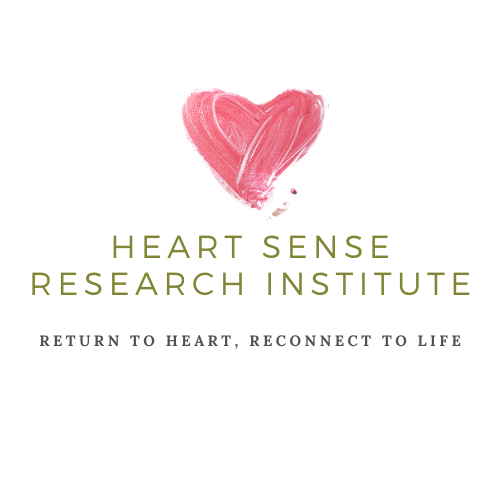 HEART SENSE
RESEARCH INSTITUTE
RETURN TO HEART, RECONNECT TO LIFE